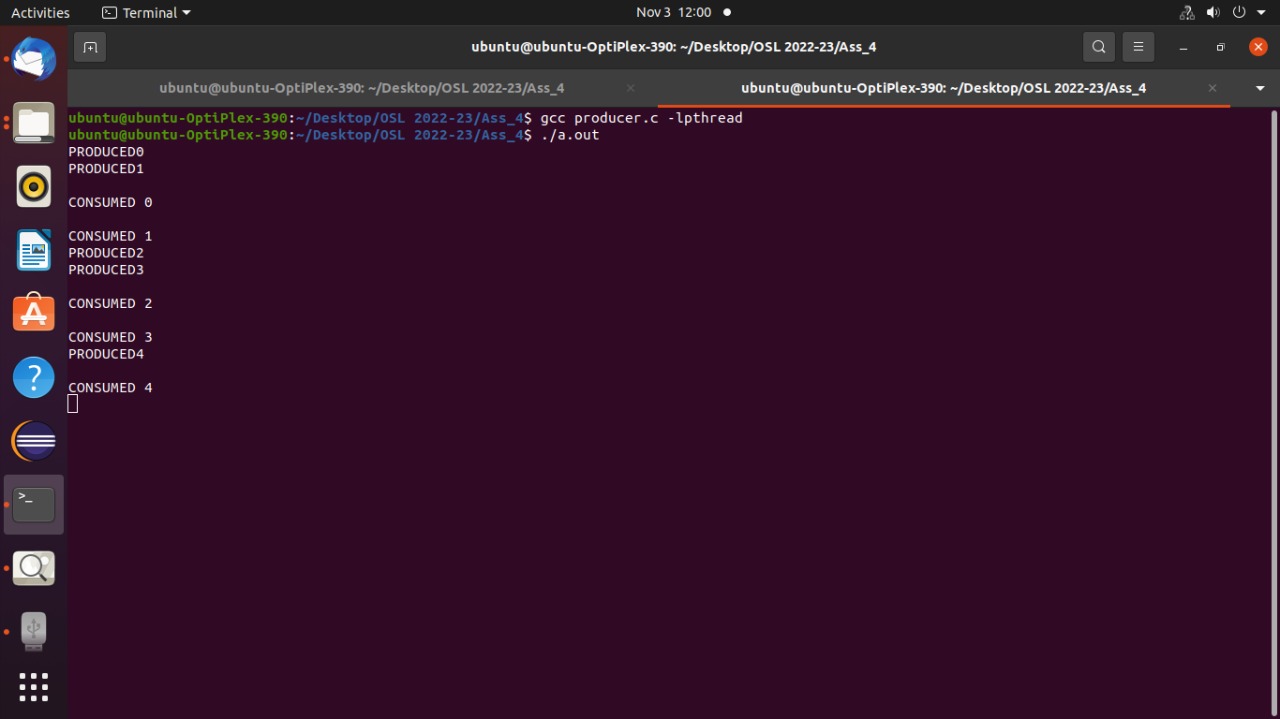 Activities
Terminal
Nov 3 12:00
ubuntu@ubuntu-OptiPlex-390: ~/Desktop/OSL 2022-23/Ass_4
ubuntu@ubuntu-OptiPlex-390: ~/Desktop/OSL 2022-23/Ass_4
ubuntu@ubuntu-OptiPlex-390: ~/Desktop/OSL 2022-23/Ass_4
ubuntu@ubuntu-OptiPlex-390:~/Desktop/OSL 2022-23/Ass_4$ gcc producer.c -lpthread
ubuntu@ubuntu-OptiPlex-390:~/Desktop/OSL 2022-23/Ass_4$ ./a.out
PRODUCED0
PRODUCED1
CONSUMED 0
CONSUMED 1
PRODUCED2
PRODUCED3
CONSUMED 2
CONSUMED 3
PRODUCED4
CONSUMED 4